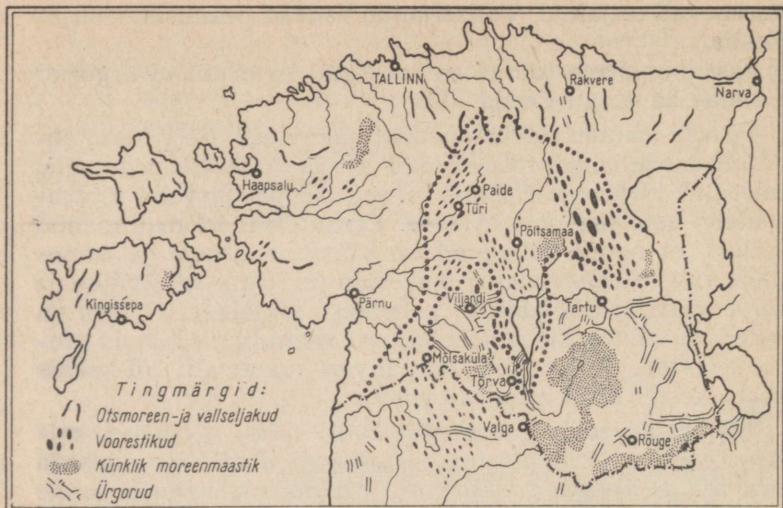 TALLINN
Rakvere
Narva
Haapsalu
Paide
Türi
Põltsamaa
Kingissepa
Pärnu
Viljandi
Tartu
Mõisaküla
Tõrva
Valga
Rõuge
Tingmärgid:
Otsmoreen-ja vallseljakud
Voorestikud
Künklik moreenmaastik
Ürgorud